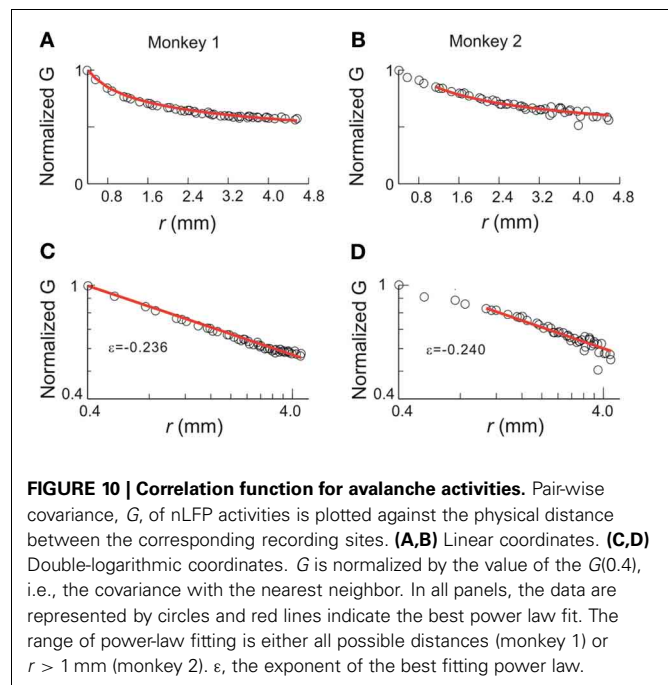 A
Monkey 1
B
Monkey 2
Normalized G
1
0
0.8 1.6 2.4 3.2 4.0 4.8
r (mm)
Normalized G
1
0
0.8 1.6 2.4 3.2 4.0 4.8
r (mm)
C
D
Normalized G
1
0.4
ε=-0.236
0.4 4.0
r (mm)
Normalized G
1
0.4
ε=-0.240
0.4 4.0
r (mm)
FIGURE 10 | Correlation function for avalanche activities. Pair-wise
covariance, G, of nLFP activities is plotted against the physical distance
between the corresponding recording sites. (A,B) Linear coordinates. (C,D)
Double-logarithmic coordinates. G is normalized by the value of the G(0.4),
i.e., the covariance with the nearest neighbor. In all panels, the data are
represented by circles and red lines indicate the best power law fit. The
range of power-law fitting is either all possible distances (monkey 1) or
r > 1 mm (monkey 2). ε, the exponent of the best fitting power law.